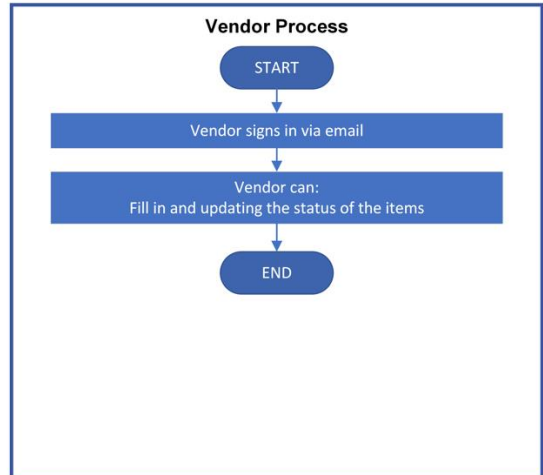 Vendor Process
START
Vendor signs in via email
Vendor can:
Fill in and updating the status of the items
END